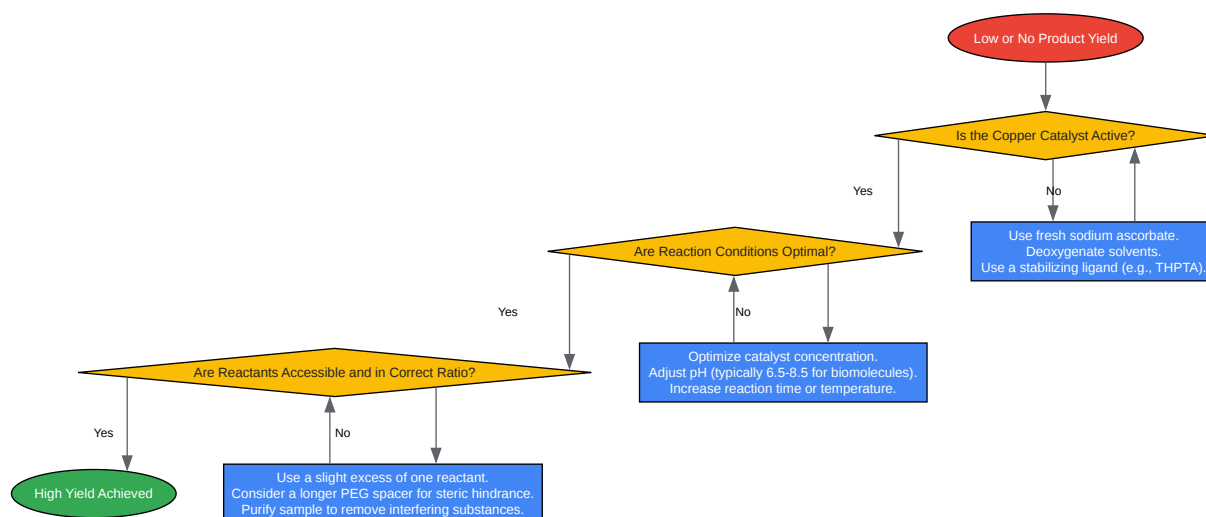 Low or No Product Yield
Is the Copper Catalyst Active?
Yes
No
Use fresh sodium ascorbate.
Deoxygenate solvents.
Use a stabilizing ligand (e.g., THPTA).
Are Reaction Conditions Optimal?
Yes
No
Optimize catalyst concentration.
Adjust pH (typically 6.5-8.5 for biomolecules).
Increase reaction time or temperature.
Are Reactants Accessible and in Correct Ratio?
Yes
No
Use a slight excess of one reactant.
Consider a longer PEG spacer for steric hindrance.
Purify sample to remove interfering substances.
High Yield Achieved